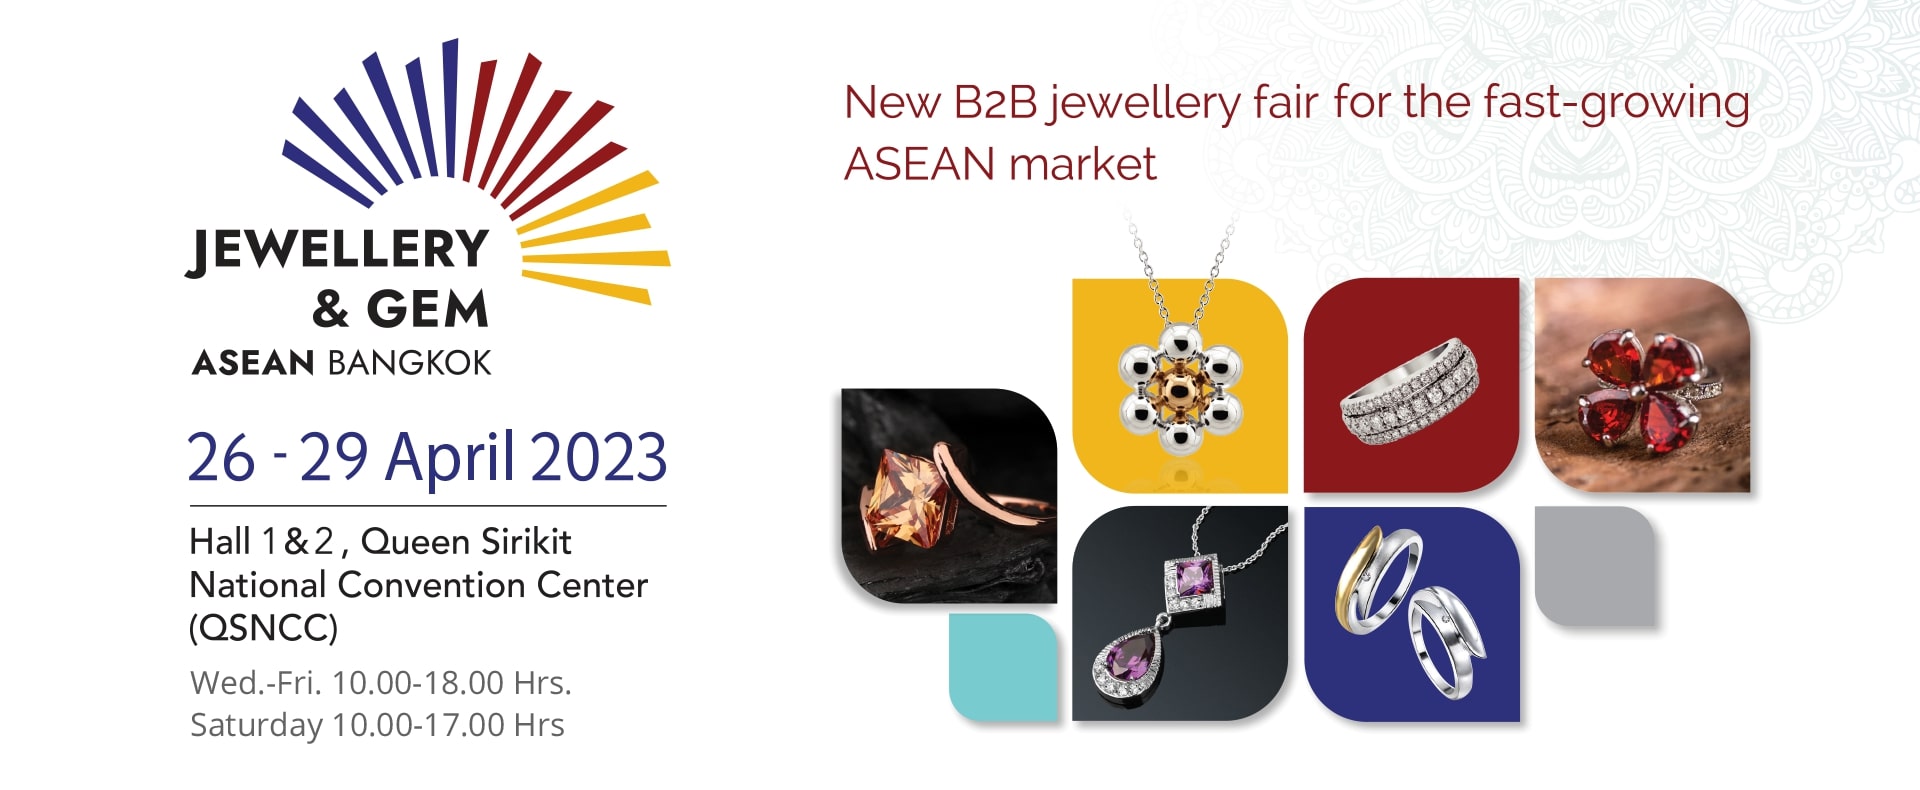 JEWELLERY
& GEM
ASEAN BANGKOK
26 - 29 April 2023
Hall 1 & 2 , Queen Sirikit
National Convention Center
(QSNCC)
Wed.-Fri. 10.00-18.00 Hrs.
Saturday 10.00-17.00 Hrs
New B2B jewellery fair for the fast-growing
ASEAN market